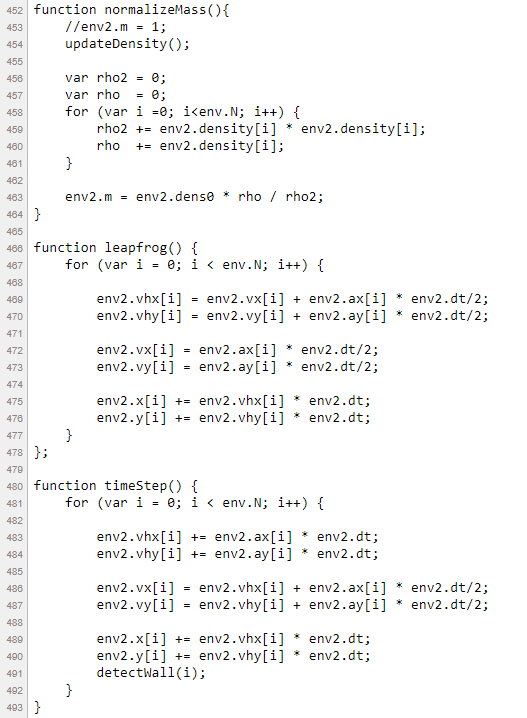 452 function normalizeMass(){
453     //env2.m = 1;
454     updateDensity();
455
456     var rho2 = 0;
457     var rho  = 0;
458     for (var i =0; i<env.N; i++) {
459         rho2 += env2.density[i] * env2.density[i];
460         rho  += env2.density[i];
461     }
462
463     env2.m = env2.dens0 * rho / rho2;
464 }
465
466 function leapfrog() {
467     for (var i = 0; i < env.N; i++) {
468
469         env2.vhx[i] = env2.vx[i] + env2.ax[i] * env2.dt/2;
470         env2.vhy[i] = env2.vy[i] + env2.ay[i] * env2.dt/2;
471
472         env2.vx[i] = env2.ax[i] * env2.dt/2;
473         env2.vy[i] = env2.ay[i] * env2.dt/2;
474
475         env2.x[i] += env2.vhx[i] * env2.dt;
476         env2.y[i] += env2.vhy[i] * env2.dt;
477     }
478 };
479
480 function timeStep() {
481     for (var i = 0; i < env.N; i++) {
482
483         env2.vhx[i] += env2.ax[i] * env2.dt;
484         env2.vhy[i] += env2.ay[i] * env2.dt;
485
486         env2.vx[i] = env2.vhx[i] + env2.ax[i] * env2.dt/2;
487         env2.vy[i] = env2.vhy[i] + env2.ay[i] * env2.dt/2;
488
489         env2.x[i] += env2.vhx[i] * env2.dt;
490         env2.y[i] += env2.vhy[i] * env2.dt;
491         detectWall(i);
492     }
493 }